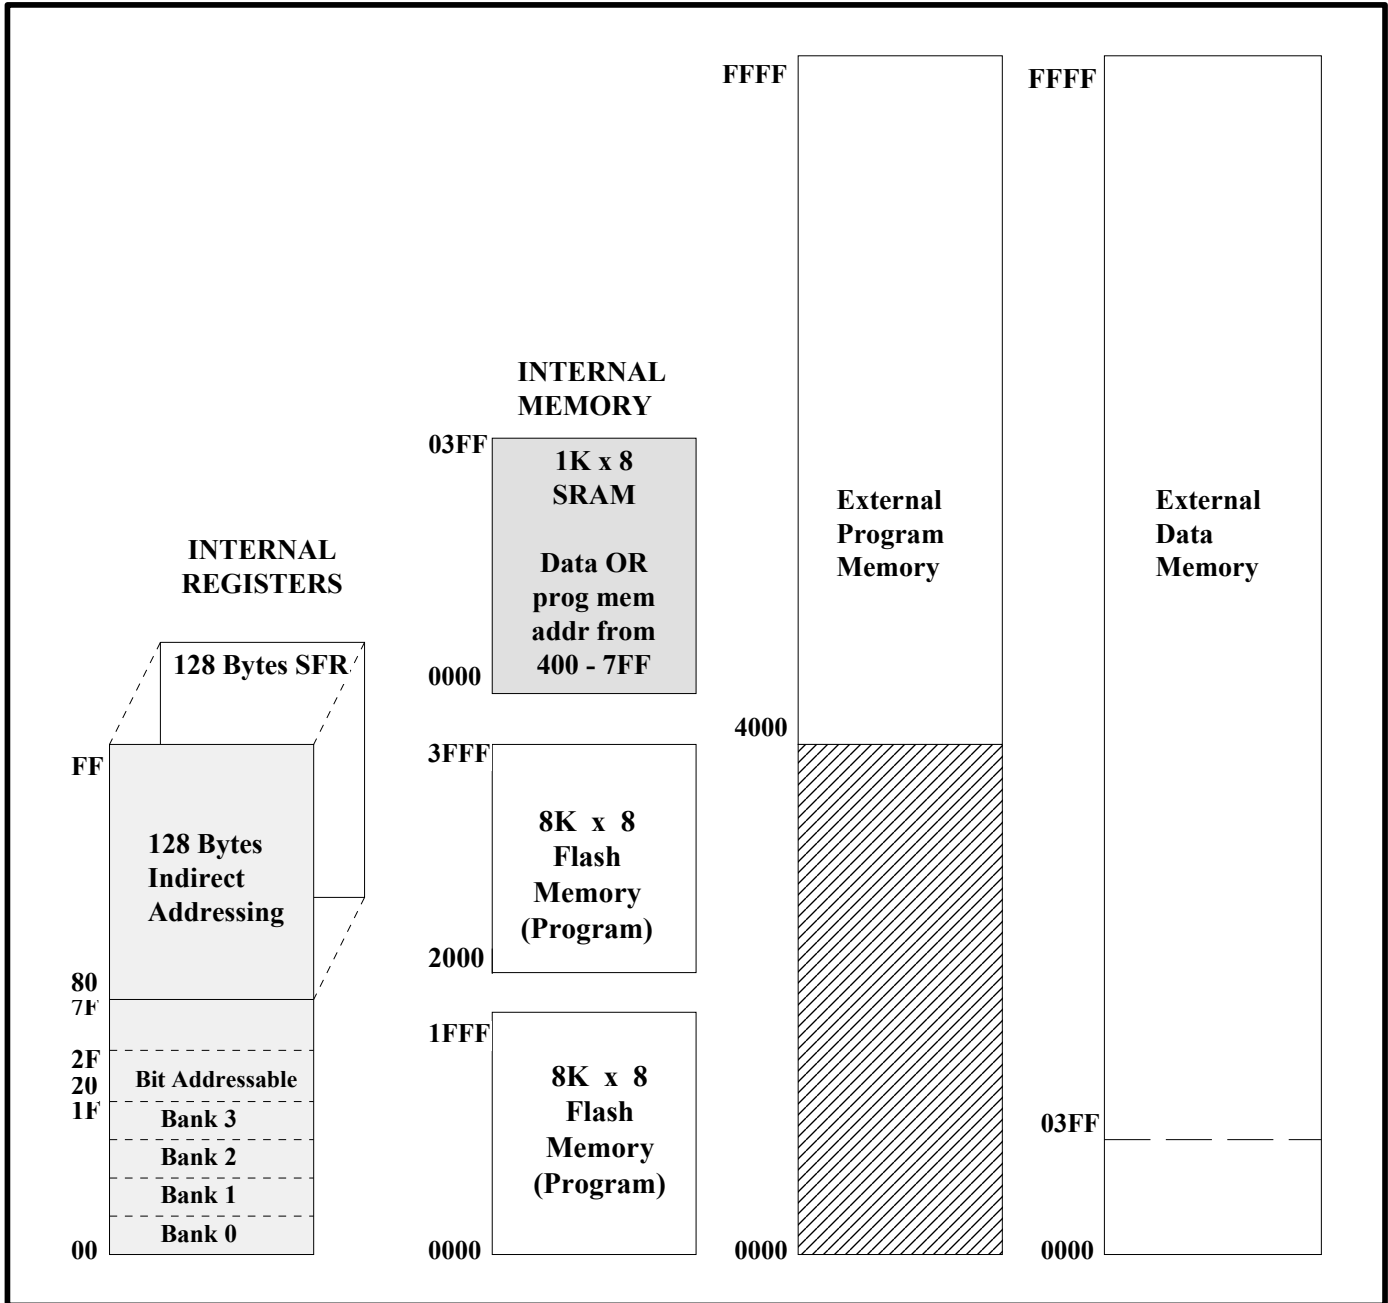 INTERNAL
REGISTERS
128 Bytes SFR
FF
128 Bytes
Indirect
Addressing
80
7F
2F
20
Bit Addressable
1F
Bank 3
Bank 2
Bank 1
Bank 0
00
INTERNAL
MEMORY
03FF
1K x 8
SRAM
Data OR
prog mem
addr from
400 - 7FF
0000
3FFF
8K x 8
Flash
Memory
(Program)
2000
1FFF
8K x 8
Flash
Memory
(Program)
0000
FFFF
External
Program
Memory
4000
0000
FFFF
External
Data
Memory
03FF
0000